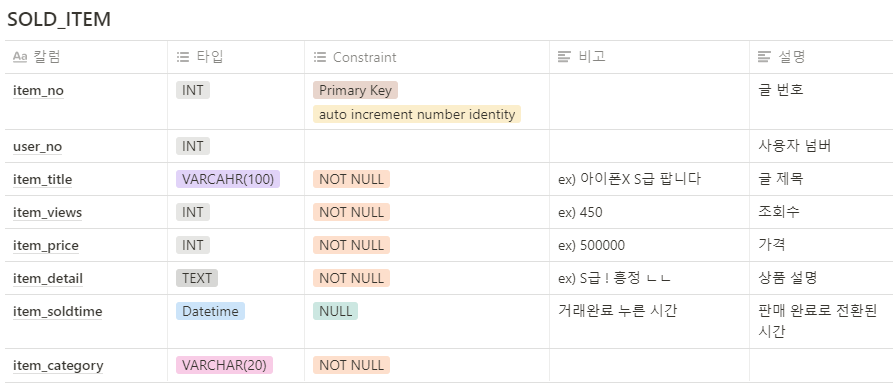 SOLD_ITEM
Aa 칼럼 타입 Constraint 비고 설명
item_no INT Primary Key 글 번호
auto increment number identity
user_no INT 사용자 넘버
item_title VARCAHR(100) NOT NULL ex) 아이폰X S급 팝니다 글 제목
item_views INT NOT NULL ex) 450 조회수
item_price INT NOT NULL ex) 500000 가격
item_detail TEXT NOT NULL ex) S급 ! 흥정 ㄴㄴ 상품 설명
item_soldtime Datetime NULL 거래완료 누른 시간 판매 완료로 전환된
시간
item_category VARCHAR(20) NOT NULL